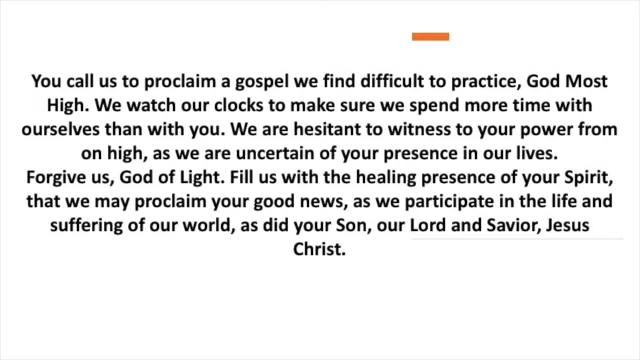 You call us to proclaim a gospel we find difficult to practice, God Most
High. We watch our clocks to make sure we spend more time with
ourselves than with you. We are hesitant to witness to your power from
on high, as we are uncertain of your presence in our lives.
Forgive us, God of Light. Fill us with the healing presence of your Spirit,
that we may proclaim your good news, as we participate in the life and
suffering of our world, as did your Son, our Lord and Savior, Jesus
Christ.